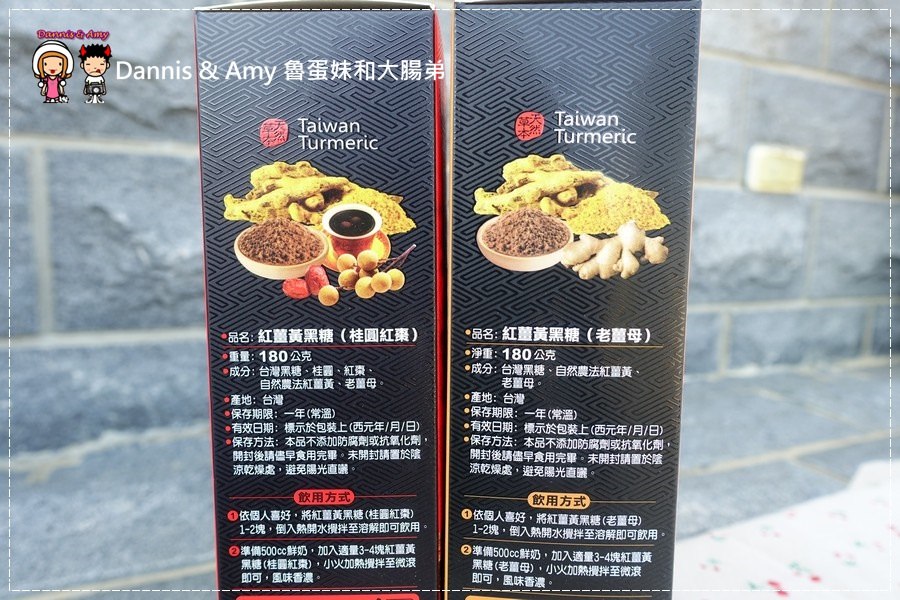 Dannis & Amy
Dannis & Amy 魯蛋妹和大腸弟
天然
草本
Taiwan
Turmeric
•品名: 紅薑黃黑糖（桂圓紅棗）
•重量: 180公克
•成分: 台灣黑糖、桂圓、紅棗、
自然農法紅薑黃、老薑母。
•產地: 台灣
•保存期限: 一年(常溫)
•有效日期: 標示於包裝上(西元年/月/日)
•保存方法: 本品不添加防腐劑或抗氧化劑，
開封後請儘早食用完畢。未開封請置於陰
涼乾燥處，避免陽光直曬。
飲用方式
1 依個人喜好，將紅薑黃黑糖(桂圓紅棗)
1-2塊，倒入熱開水攪拌至溶解即可飲用。
2 準備500cc鮮奶，加入適量3-4塊紅薑黃
黑糖(桂圓紅棗)，小火加熱攪拌至微滾
即可，風味香濃。
天然
草本
Taiwan
Turmeric
•品名: 紅薑黃黑糖（老薑母）
•淨重: 180公克
•成分: 台灣黑糖、自然農法紅薑黃、
老薑母。
•產地: 台灣
•保存期限: 一年(常溫)
•有效日期: 標示於包裝上(西元年/月/日)
•保存方法: 本品不添加防腐劑或抗氧化劑，
開封後請儘早食用完畢。未開封請置於陰
涼乾燥處，避免陽光直曬。
飲用方式
1 依個人喜好，將紅薑黃黑糖(老薑母)
1-2塊，倒入熱開水攪拌至溶解即可飲用。
2 準備500cc鮮奶，加入適量3-4塊紅薑黃
黑糖(老薑母)，小火加熱攪拌至微滾
即可，風味香濃。